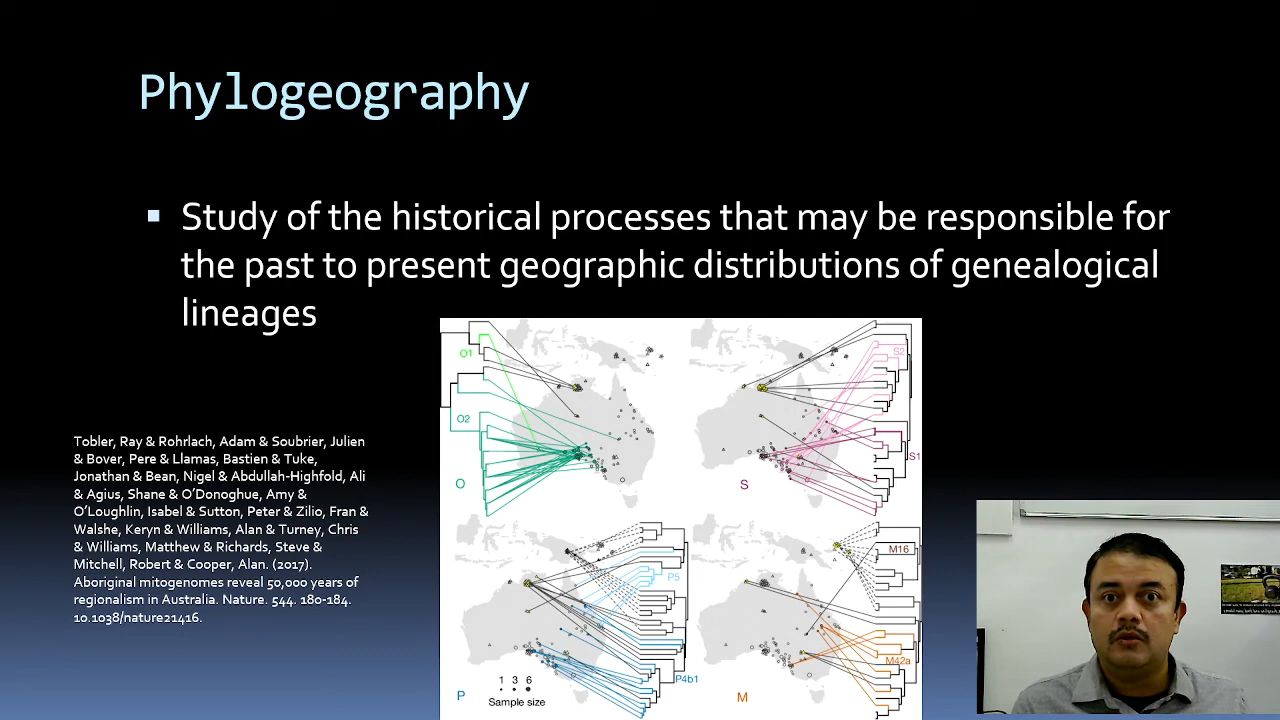 Phylogeography
Study of the historical processes that may be responsible for
the past to present geographic distributions of genealogical
lineages
Tobler, Ray & Rohrlach, Adam & Soubrier, Julien
& Bover, Pere & Llamas, Bastien & Tuke,
Jonathan & Bean, Nigel & Abdullah-Highfold, Ali
& Agius, Shane & O’Donoghue, Amy &
O’Loughlin, Isabel & Sutton, Peter & Zilio, Fran &
Walshe, Keryn & Williams, Alan & Turney, Chris
& Williams, Matthew & Richards, Steve &
Mitchell, Robert & Cooper, Alan. (2017).
Aboriginal mitogenomes reveal 50,000 years of
regionalism in Australia. Nature. 544. 180-184.
10.1038/nature21416.
O1
O2
O
S2
S1
S
P5
P4b1
1 3 6
Sample size
P
M16
M42a
M